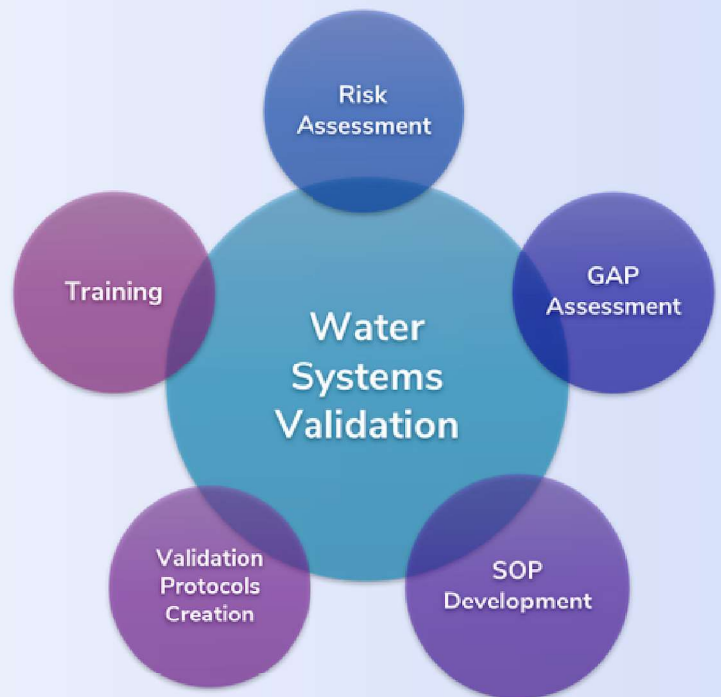 Risk
Assessment
GAP
Assessment
Training
Water
Systems
Validation
Validation
Protocols
Creation
SOP
Development